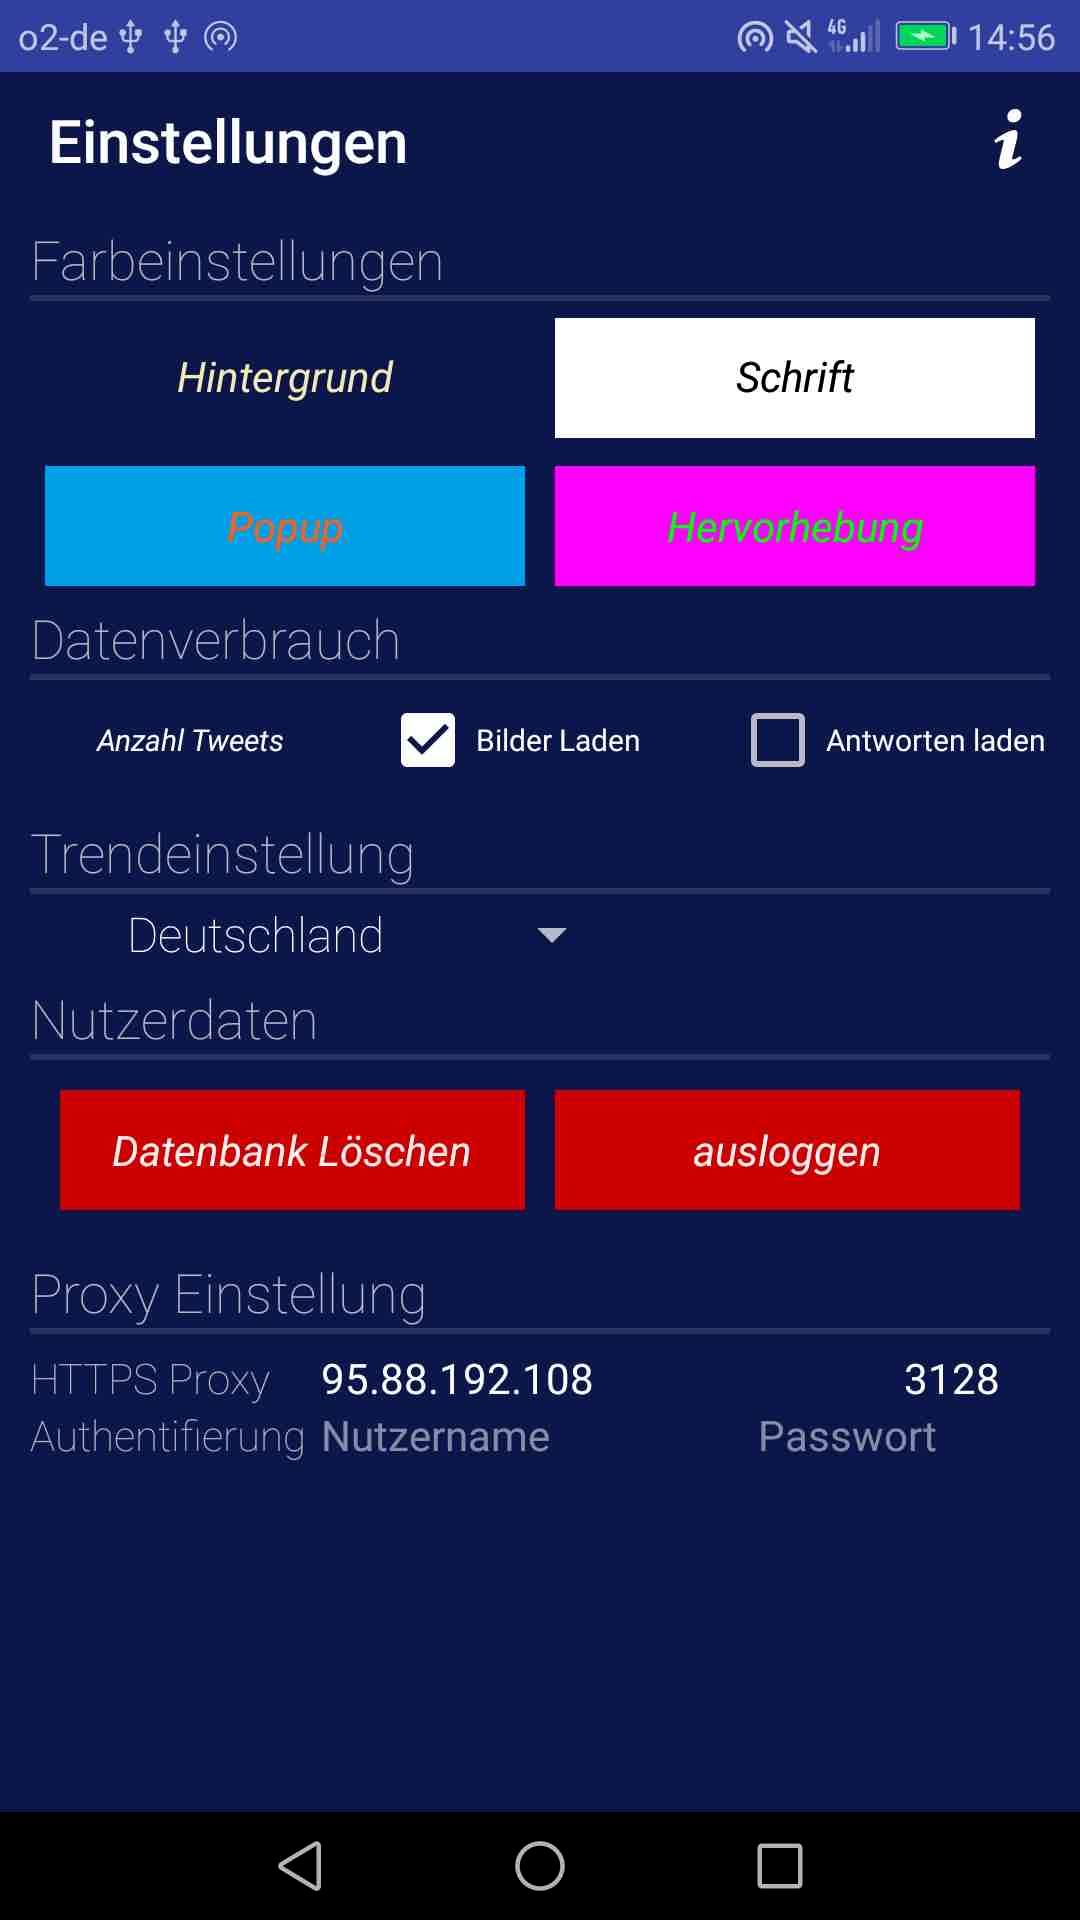 o2-de 4G 14:56
Einstellungen
Farbeinstellungen
Hintergrund Schrift
Popup Hervorhebung
Datenverbrauch
Anzahl Tweets Bilder Laden Antworten laden
Trendeinstellung
Deutschland
Nutzerdaten
Datenbank Löschen ausloggen
Proxy Einstellung
HTTPS Proxy 95.88.192.108 3128
Authentifierung Nutzername Passwort